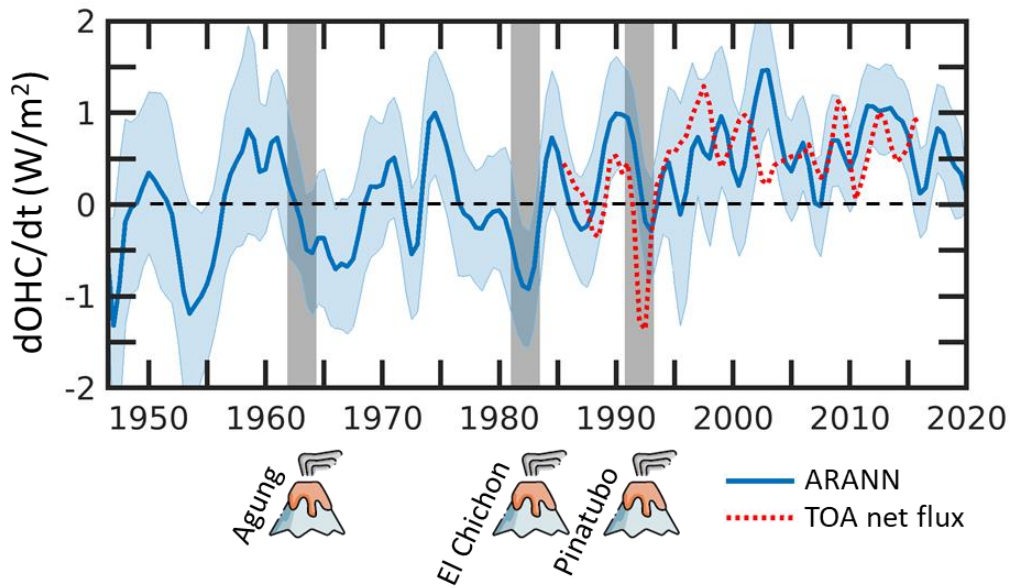 dOHC/dt (W/m²)
2
1
0
-1
-2
1950 1960 1970 1980 1990 2000 2010 2020
Agung
El Chichon
Pinatubo
ARANN
TOA net flux